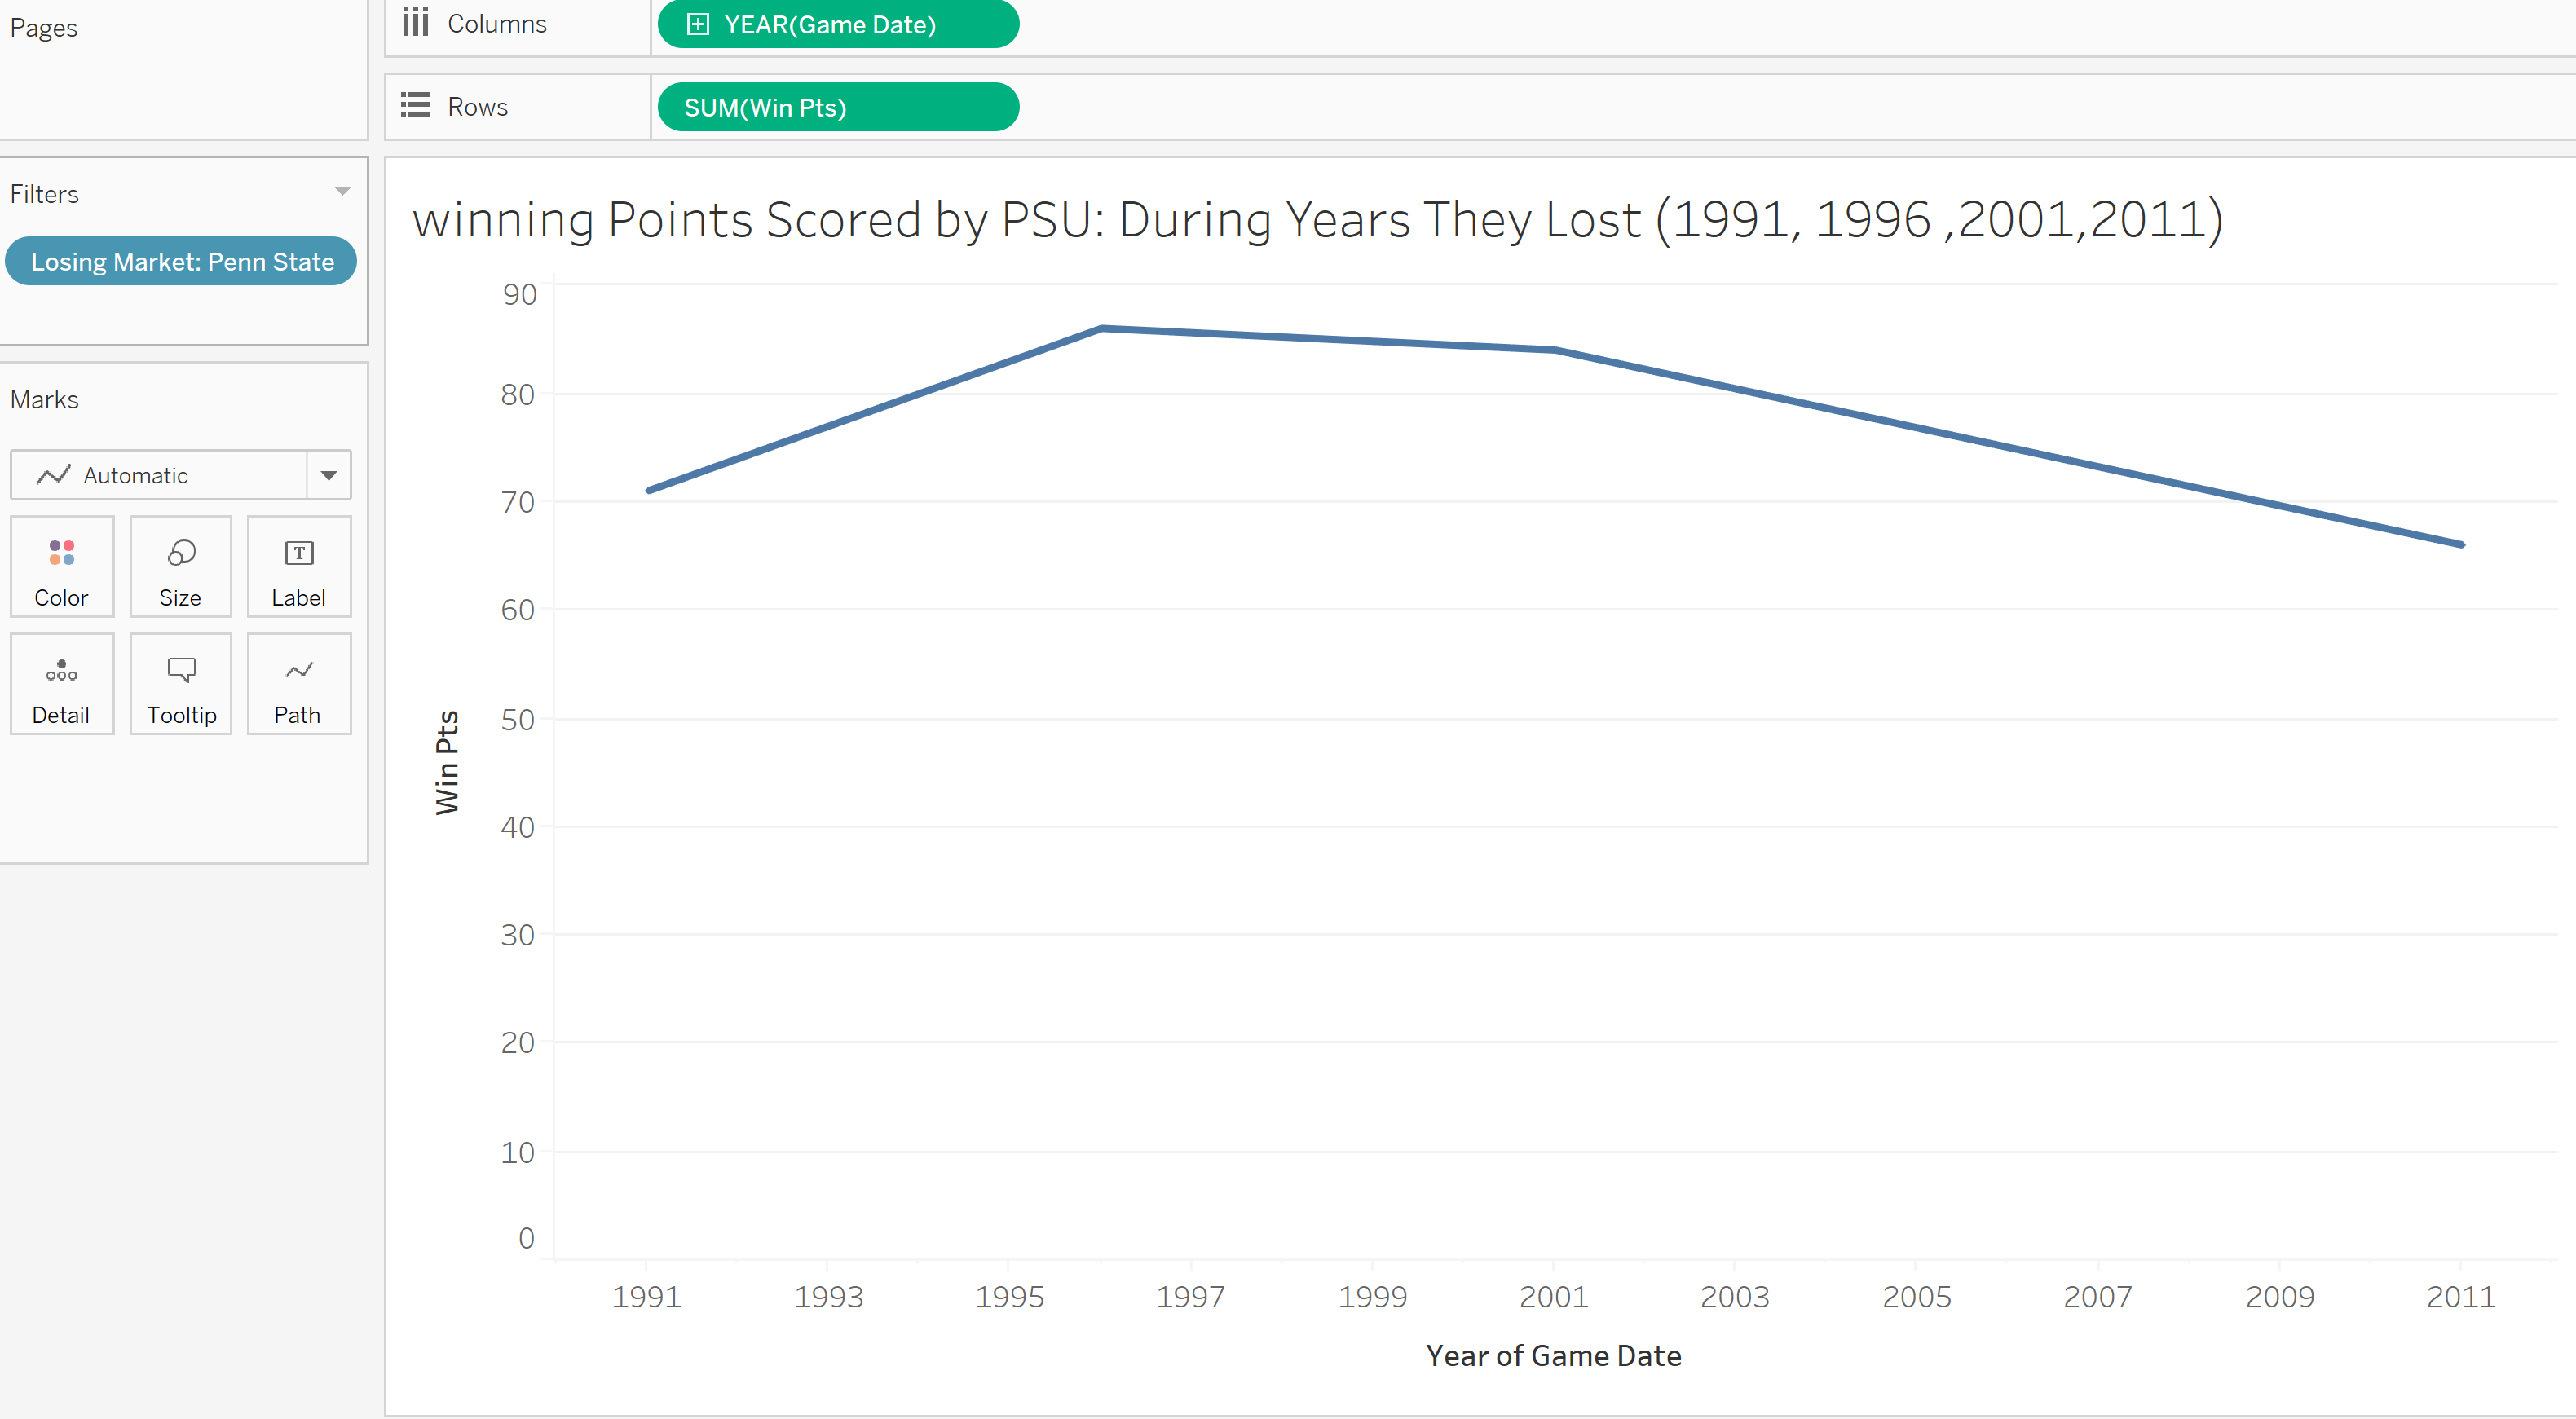 Pages
Columns
YEAR(Game Date)
Rows
SUM(Win Pts)
Filters
Losing Market: Penn State
Marks
Automatic
Color
Size
T
Label
Detail
Tooltip
Path
winning Points Scored by PSU: During Years They Lost (1991, 1996 ,2001,2011)
90
80
70
60
50
40
30
20
10
0
Win Pts
1991 1993 1995 1997 1999 2001 2003 2005 2007 2009 2011
Year of Game Date